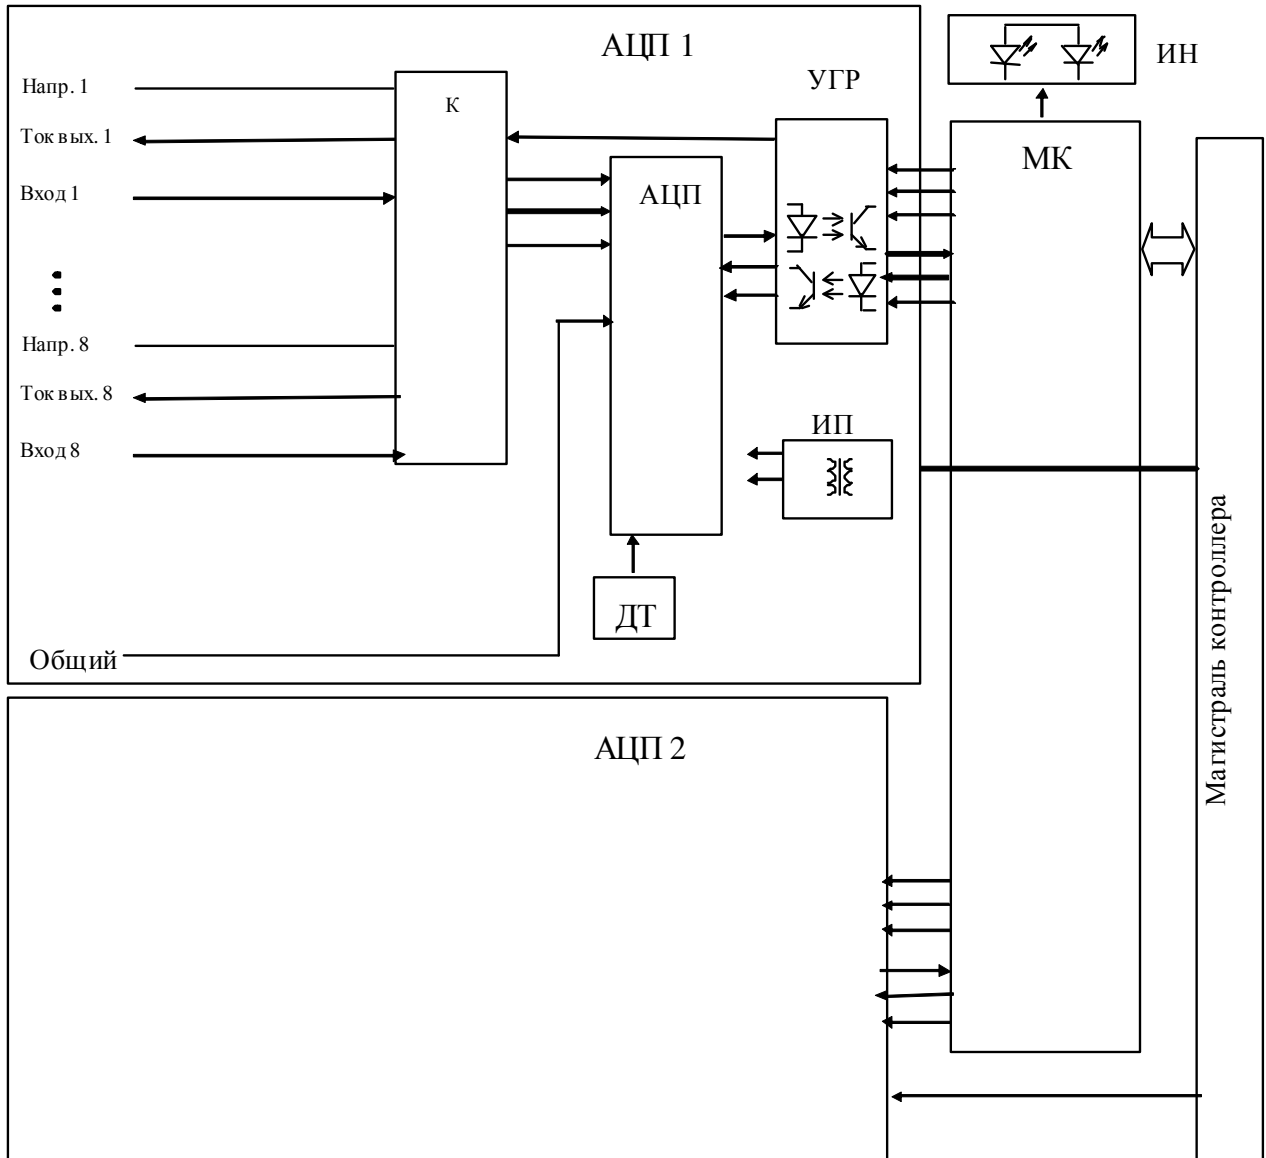 АЦП 1
ИН
УГР
Напр. 1
К
Ток вых. 1
МК
Вход 1
АЦП
Напр. 8
Ток вых. 8
ИП
Вход 8
ДТ
Общий
Магистраль контроллера
АЦП 2